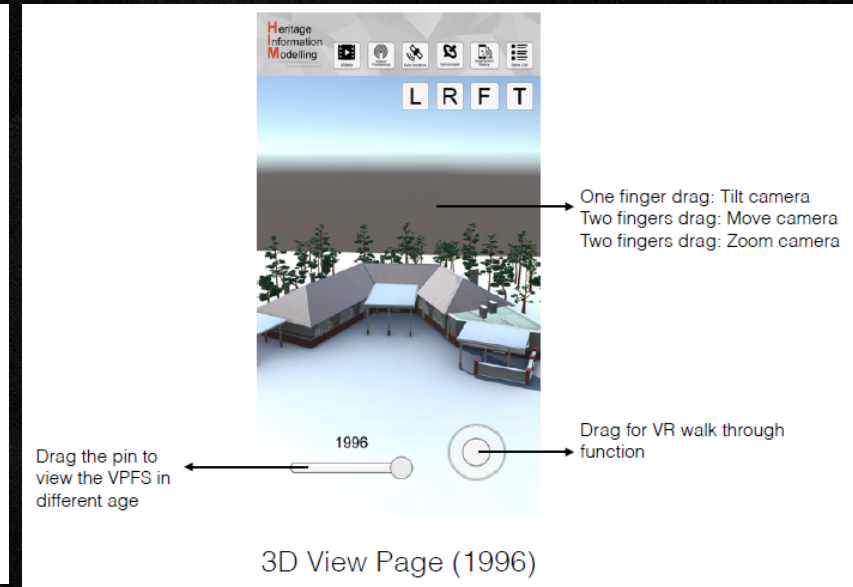 Heritage
Information
Modelling
Videos
L R F T
One finger drag: Tilt camera
Two fingers drag: Move camera
Two fingers drag: Zoom camera
1996
Drag for VR walk through
function
Drag the pin to
view the VPFS in
different age
3D View Page (1996)